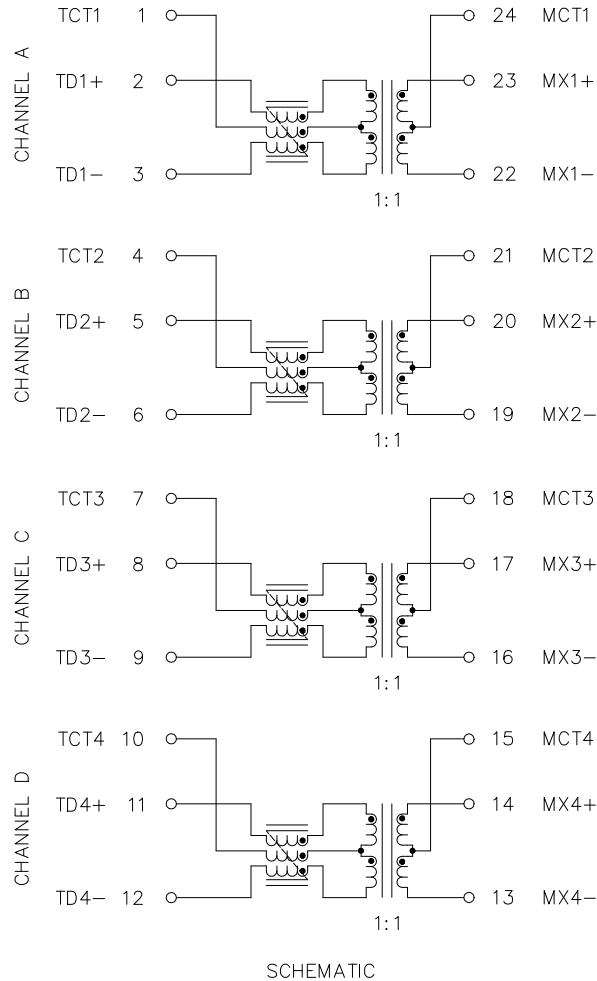 CHANNEL A
TCT1 1 24 MCT1
TD1+ 2 23 MX1+
TD1- 3 22 MX1-
1:1
CHANNEL B
TCT2 4 21 MCT2
TD2+ 5 20 MX2+
TD2- 6 19 MX2-
1:1
CHANNEL C
TCT3 7 18 MCT3
TD3+ 8 17 MX3+
TD3- 9 16 MX3-
1:1
CHANNEL D
TCT4 10 15 MCT4
TD4+ 11 14 MX4+
TD4- 12 13 MX4-
1:1
SCHEMATIC